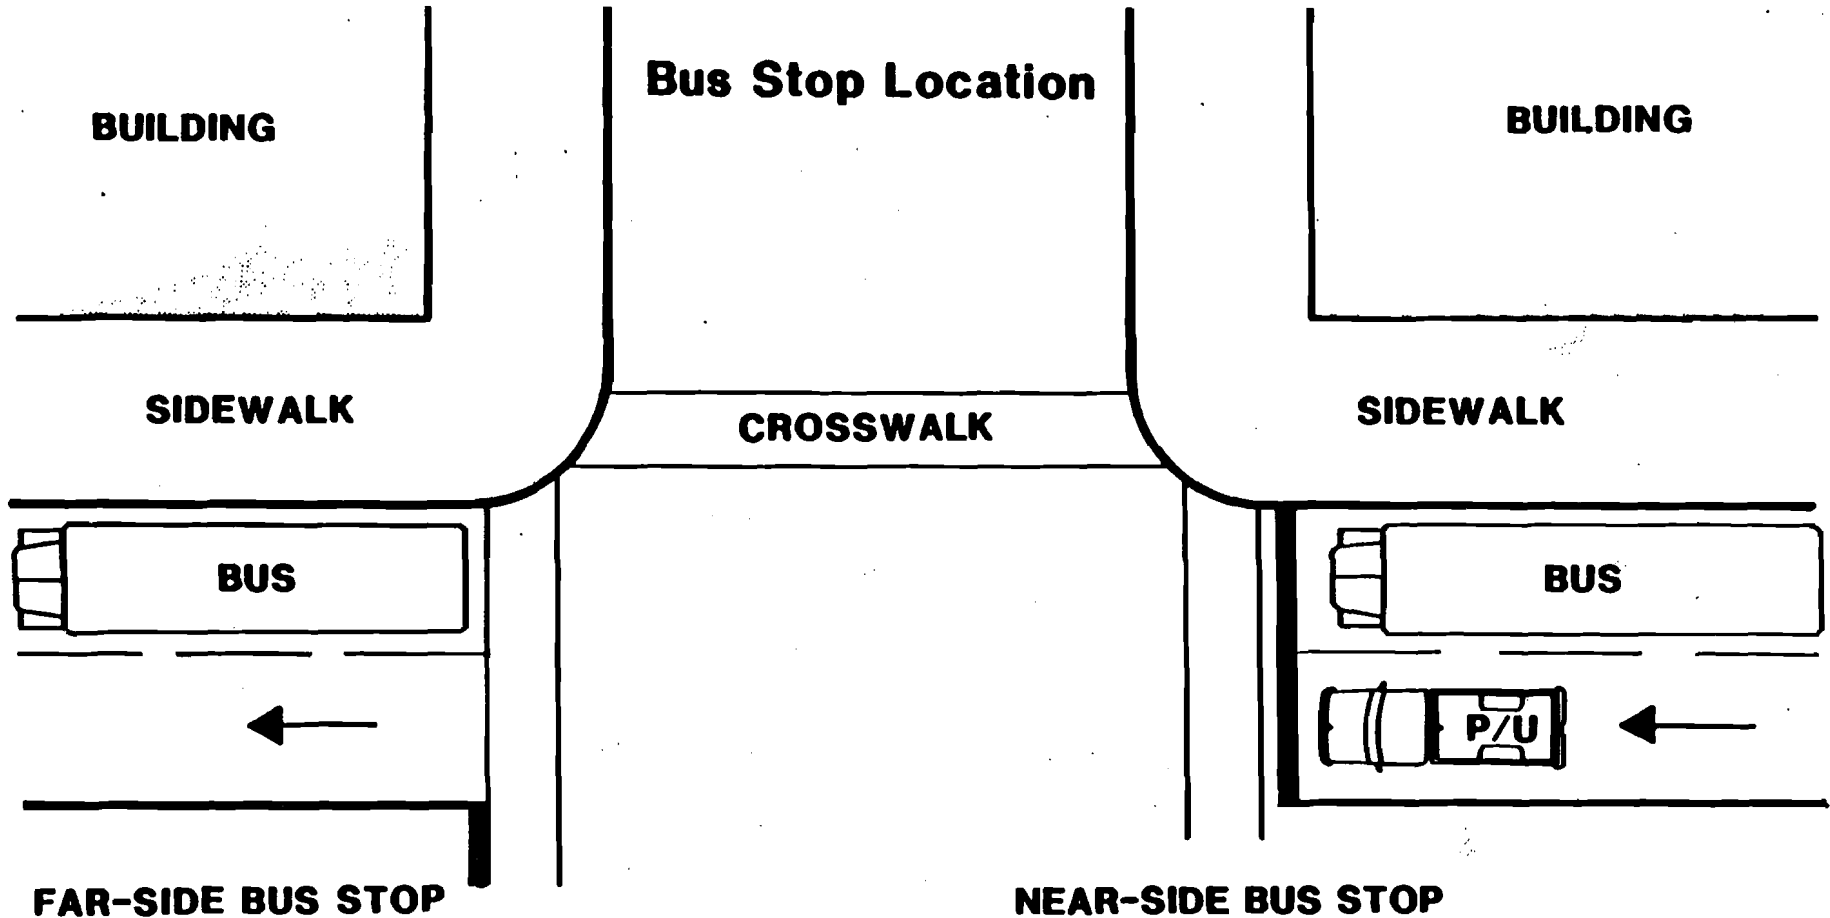 Bus Stop Location
BUILDING
BUILDING
SIDEWALK
CROSSWALK
SIDEWALK
BUS
BUS
P/U
FAR-SIDE BUS STOP
NEAR-SIDE BUS STOP